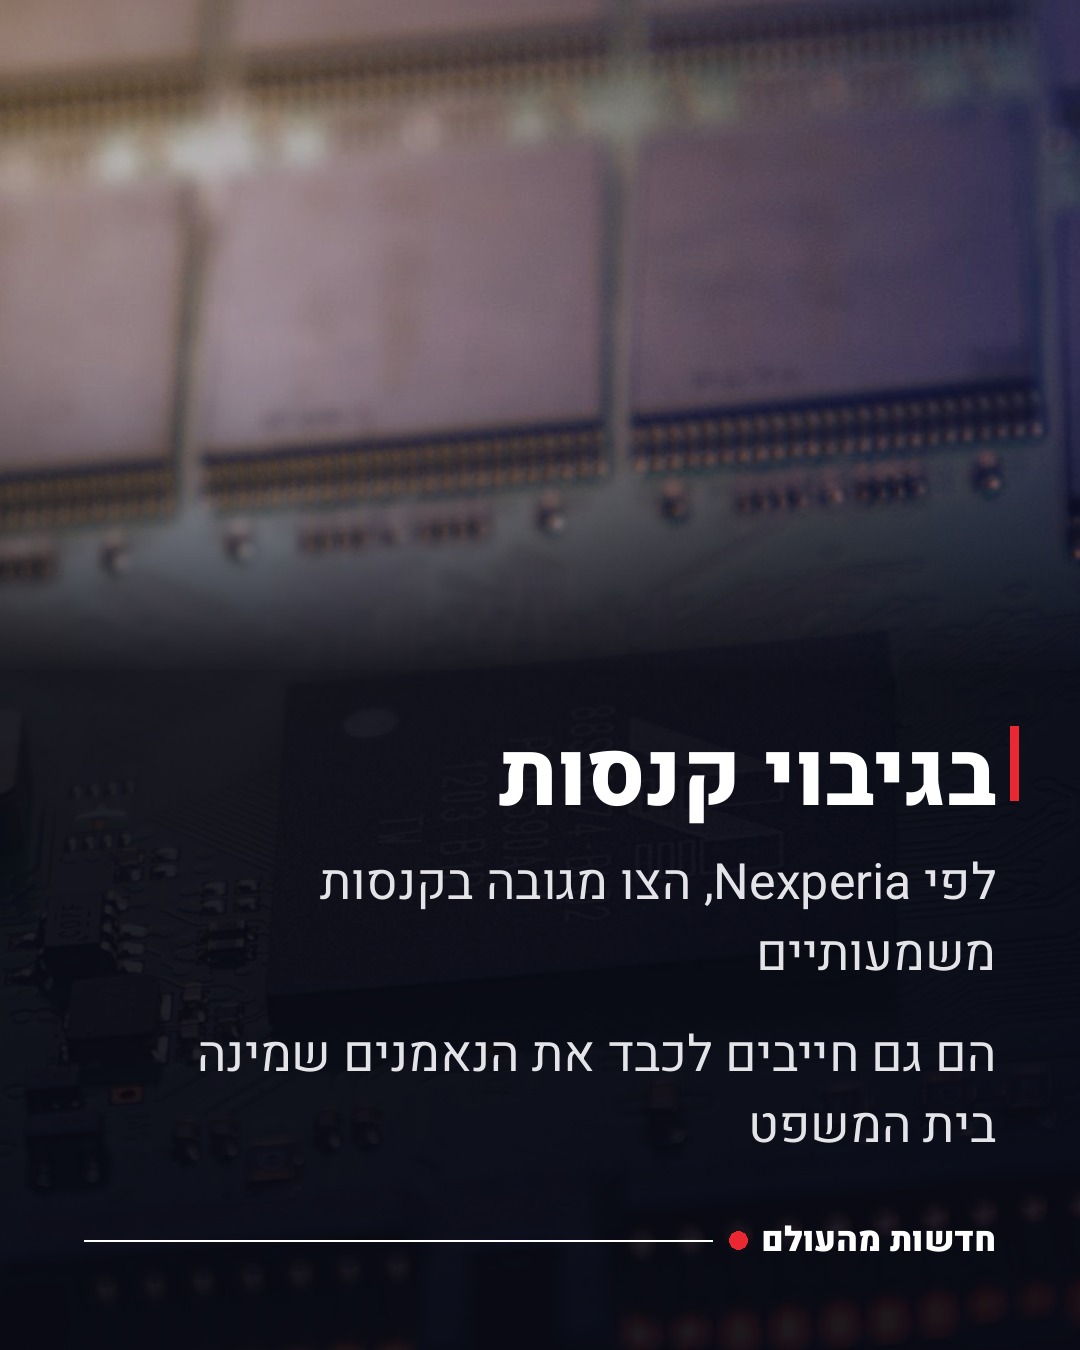 בגיבוי קנסות
לפי Nexperia, הצו מגובה בקנסות
משמעותיים
הם גם חייבים לכבד את הנאמנים שמינה
בית המשפט
חדשות מהעולם